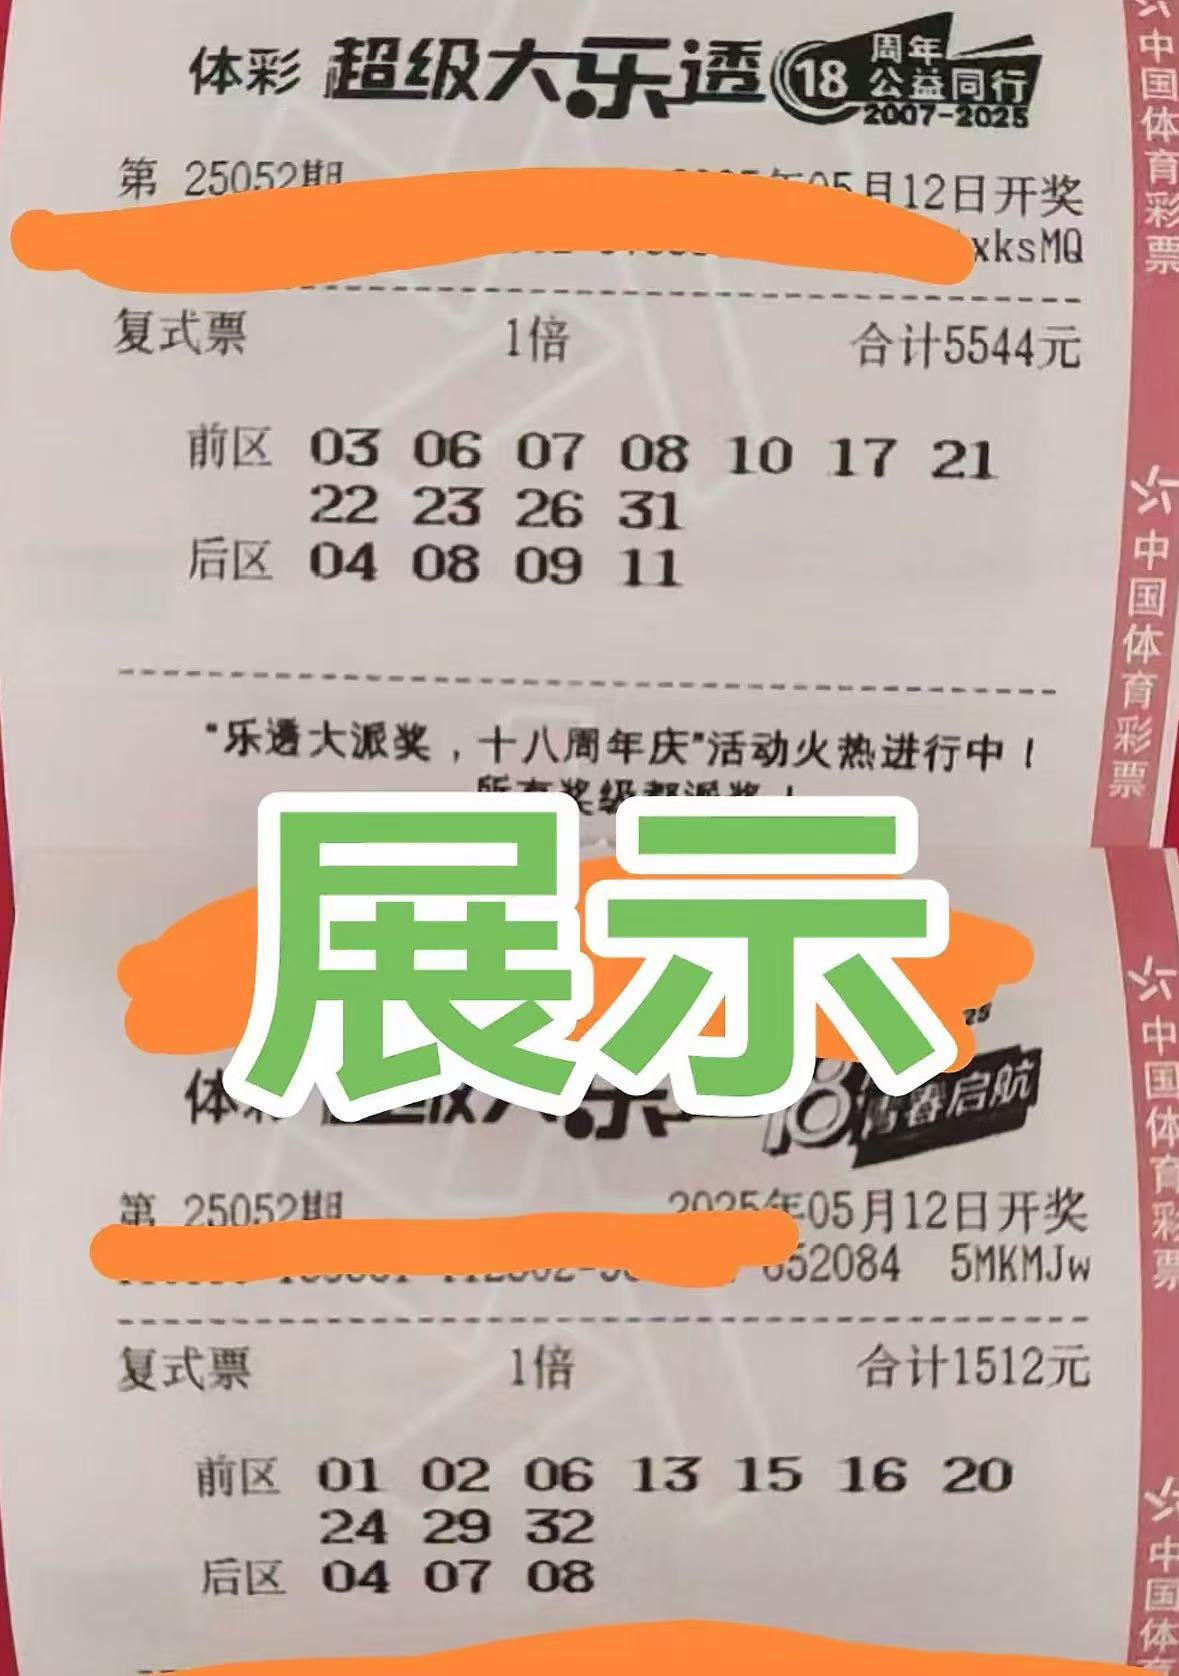 体彩 超级大乐透 18 周年
公益同行
2007-2025
第 25052期 年05月12日开奖
xksMQ
复式票 1倍 合计5544元
前区 03 06 07 08 10 17 21
22 23 26 31
后区 04 08 09 11
"乐透大派奖，十八周年庆"活动火热进行中！
所有奖级都派奖！
展示
体彩 超级大乐 18 青春启航
第 25052期 2025年05月12日开奖
652084 5MKMJw
复式票 1倍 合计1512元
前区 01 02 06 13 15 16 20
24 29 32
后区 04 07 08
中国体育彩票
中国体育彩票
中国体育彩票
中国体育